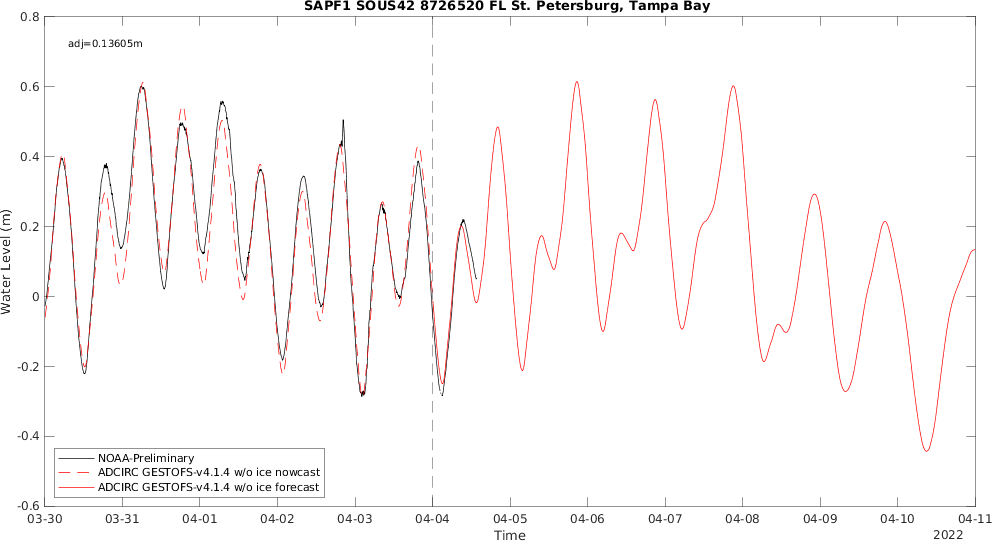 SAPF1 SOUS42 8726520 FL St. Petersburg, Tampa Bay
adj=0.13605m
0.8
0.6
0.4
0.2
0
-0.2
-0.4
-0.6
Water Level (m)
NOAA-Preliminary
ADCIRC GESTOFS-v4.1.4 w/o ice nowcast
ADCIRC GESTOFS-v4.1.4 w/o ice forecast
03-30 03-31 04-01 04-02 04-03 04-04 04-05 04-06 04-07 04-08 04-09 04-10 04-11
Time
2022